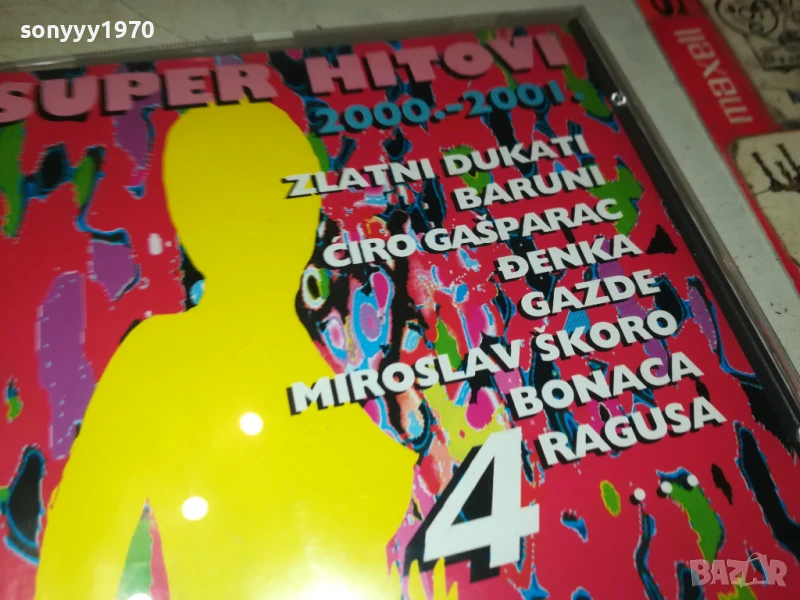 sonyyy1970
SUPER HITOVI
2000.-2001.
ZLATNI DUKATI
BARUNI
ĆIRO GAŠPARAC
ĐENKA
GAZDE
MIROSLAV ŠKORO
BONACA
RAGUSA
...
4
maxell
BAZAR